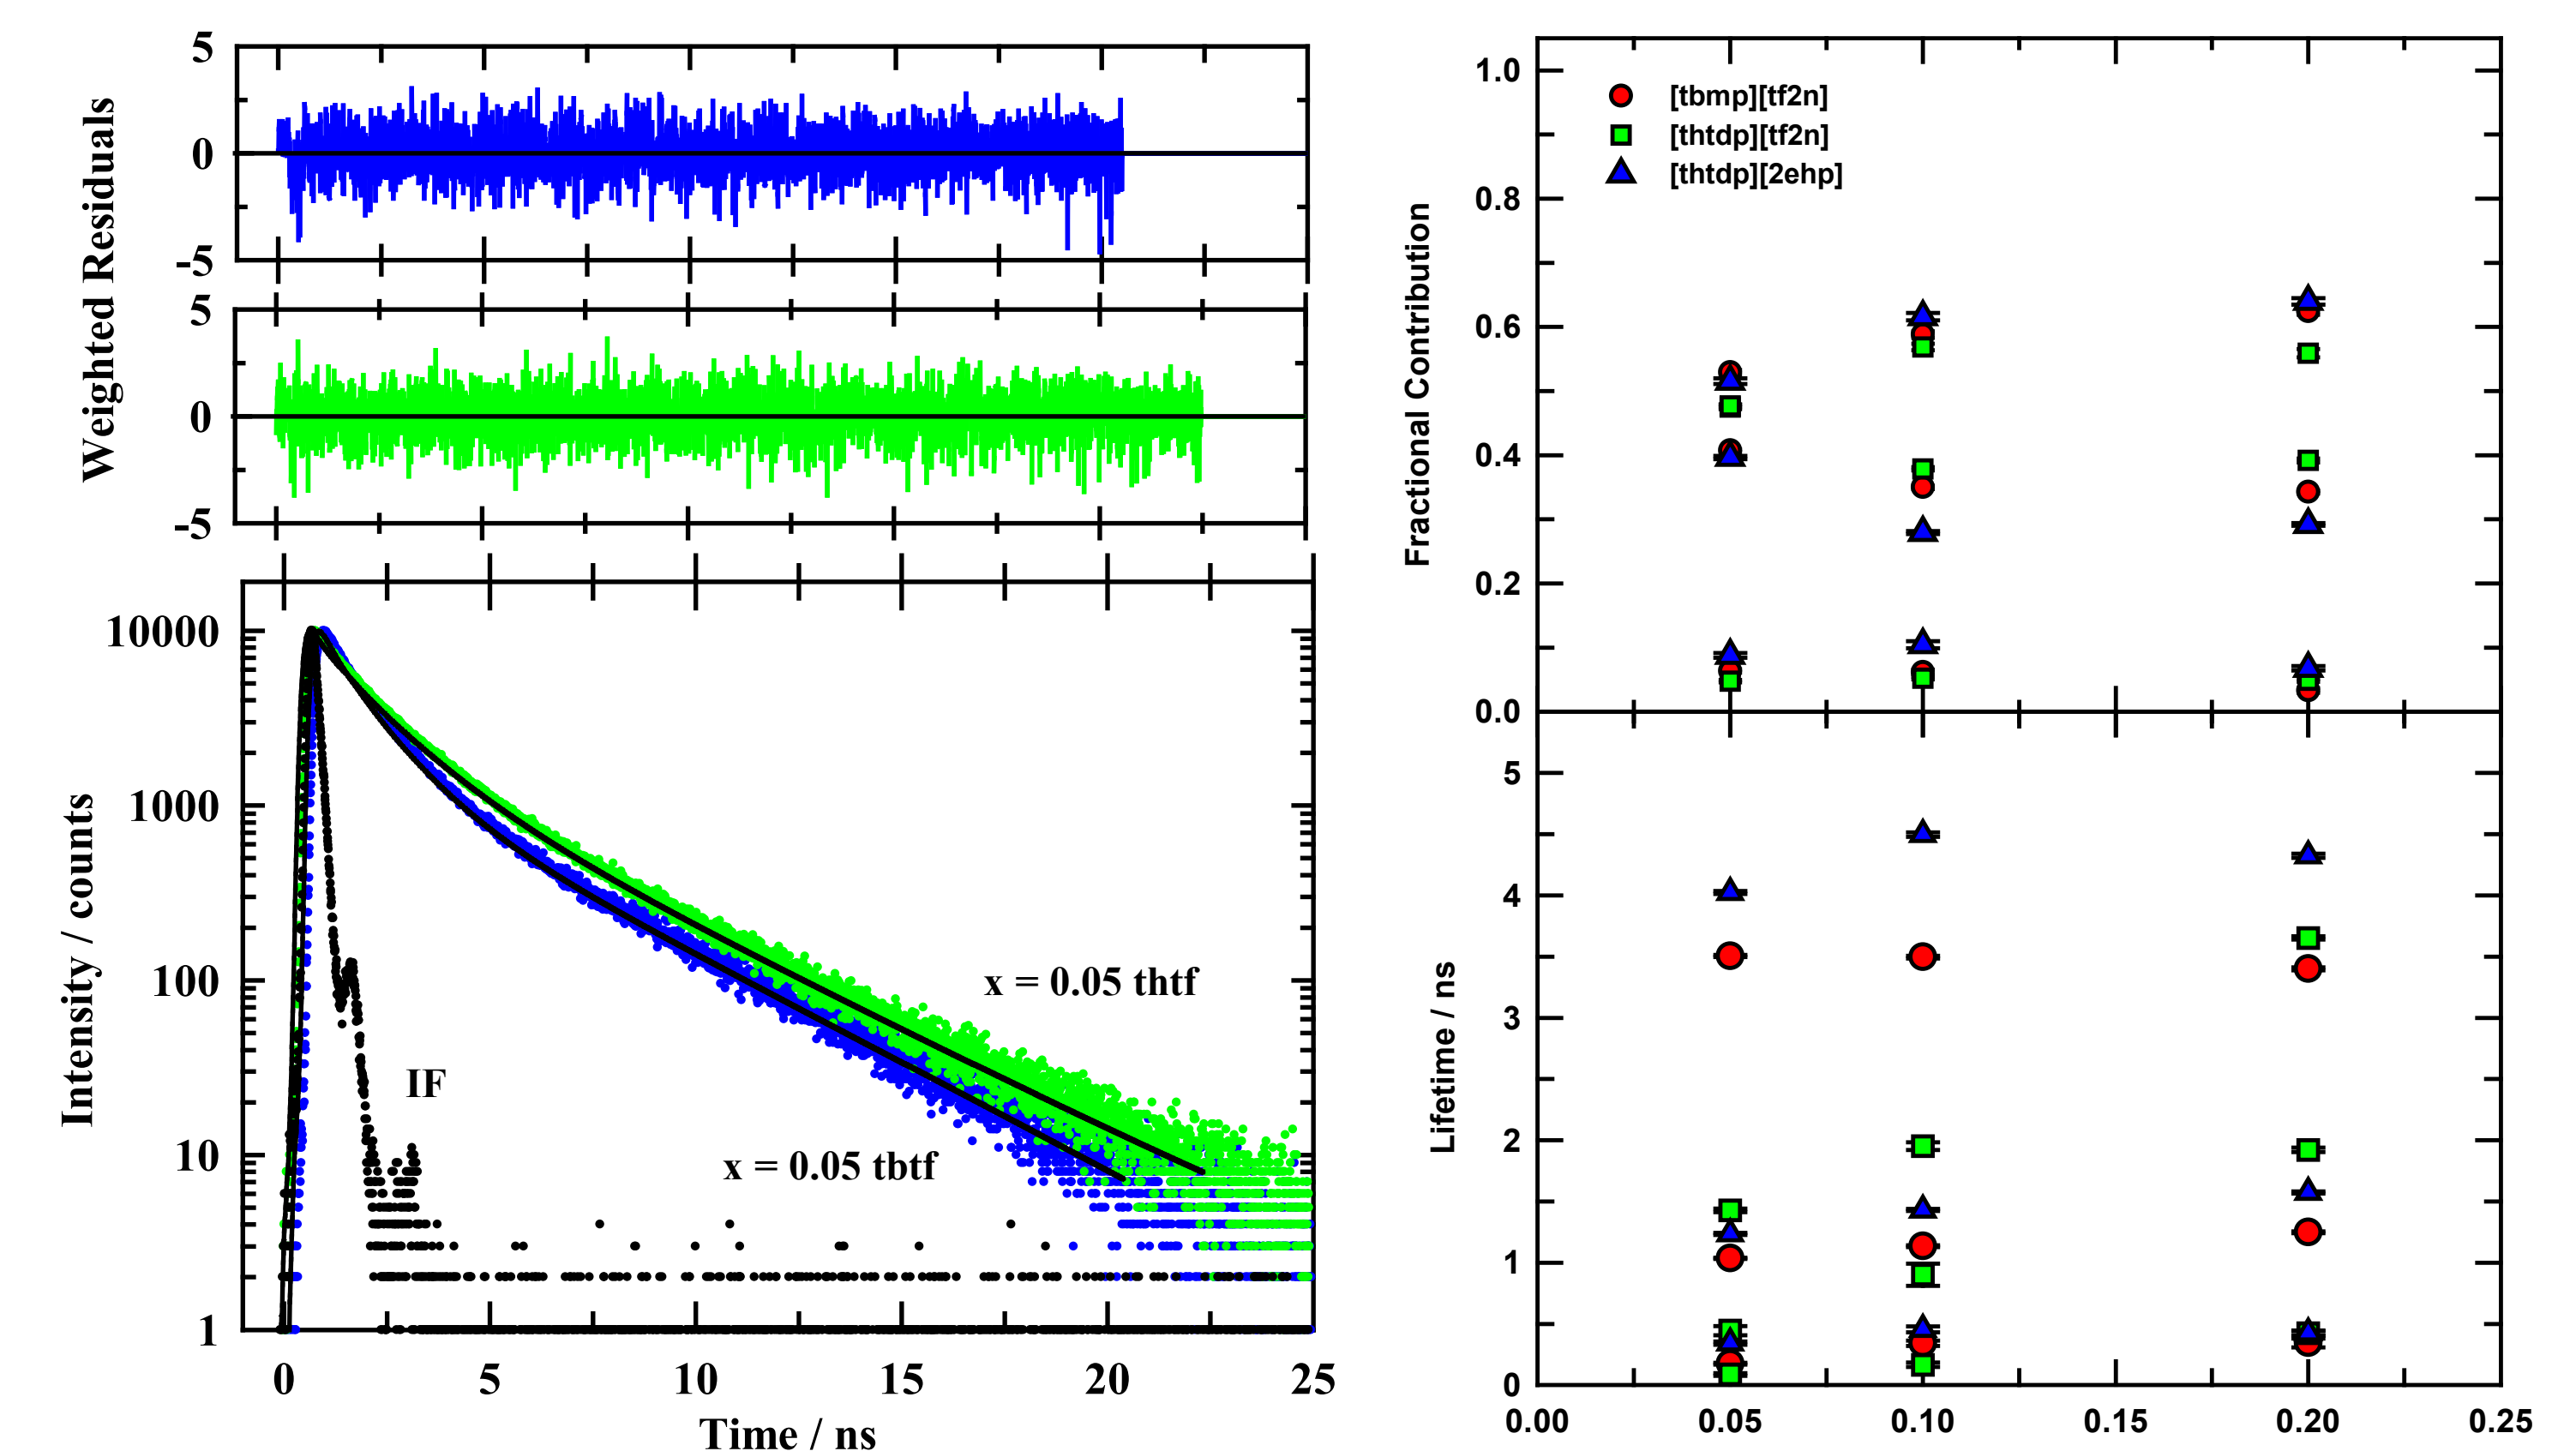 Weighted Residuals
5
0
-5
5
0
-5
Intensity / counts
10000
1000
100
10
1
x = 0.05 thtf
IF
x = 0.05 tbtf
0 5 10 15 20 25
Time / ns
Fractional Contribution
1.0
0.8
0.6
0.4
0.2
0.0
[tbmp][tf2n]
[thtdp][tf2n]
[thtdp][2ehp]
Lifetime / ns
5
4
3
2
1
0
0.00 0.05 0.10 0.15 0.20 0.25